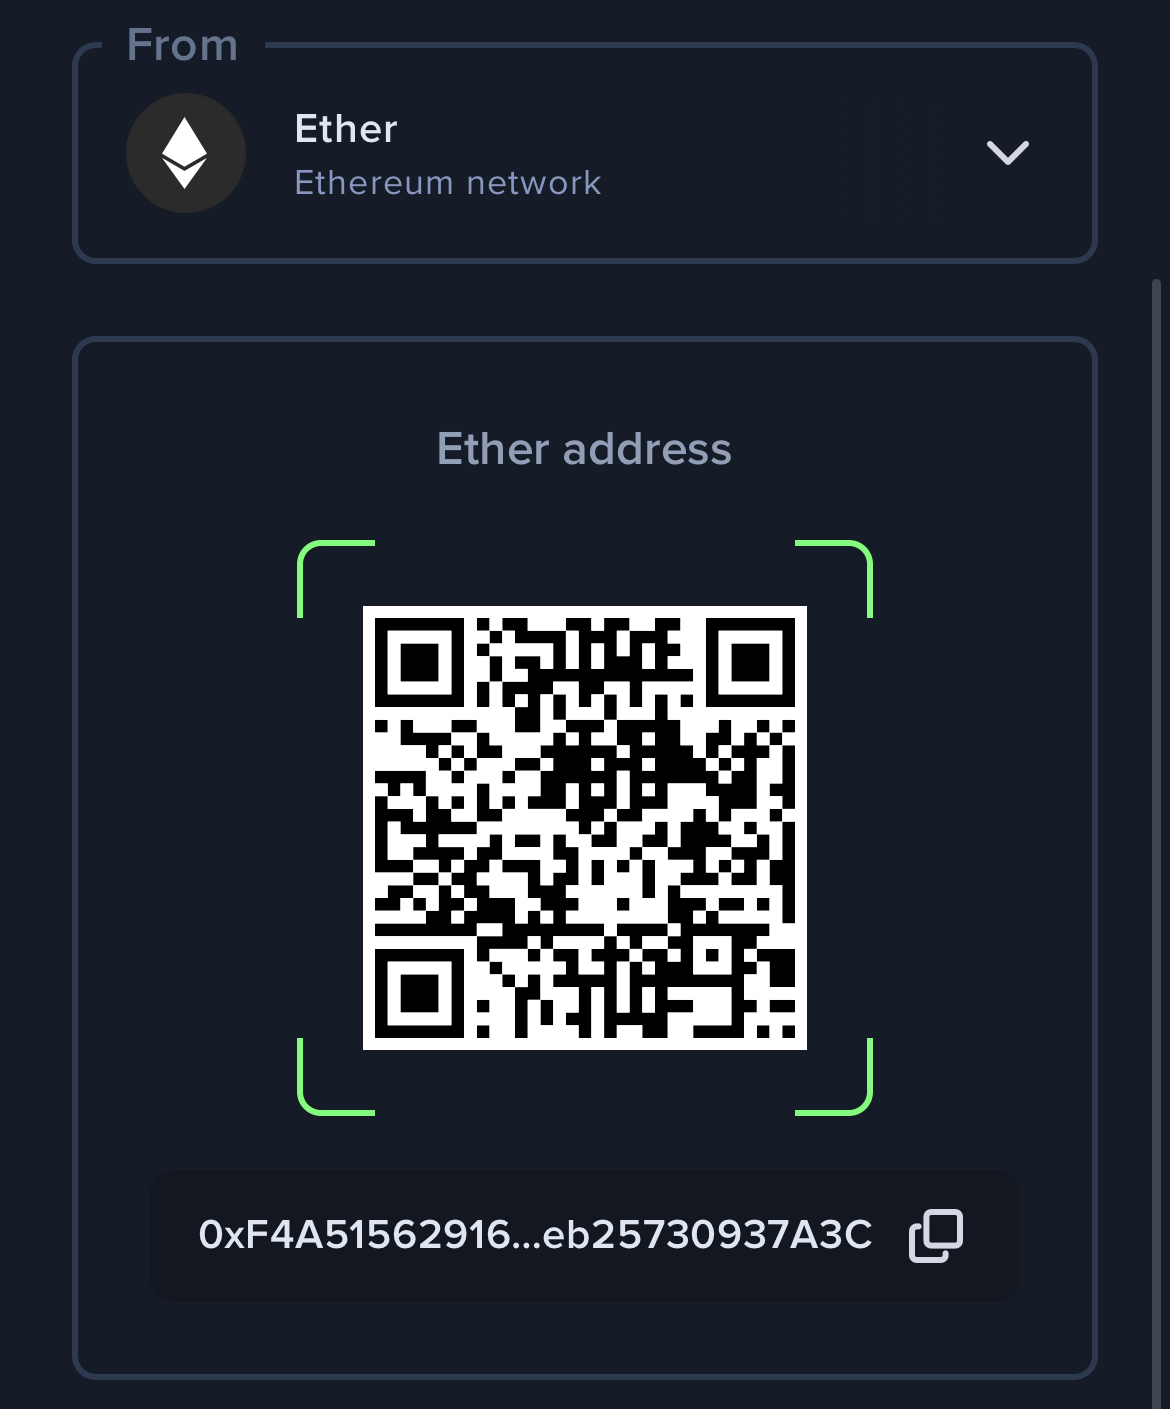 From
Ether
Ethereum network
Ether address
0xF4A51562916...eb25730937A3C